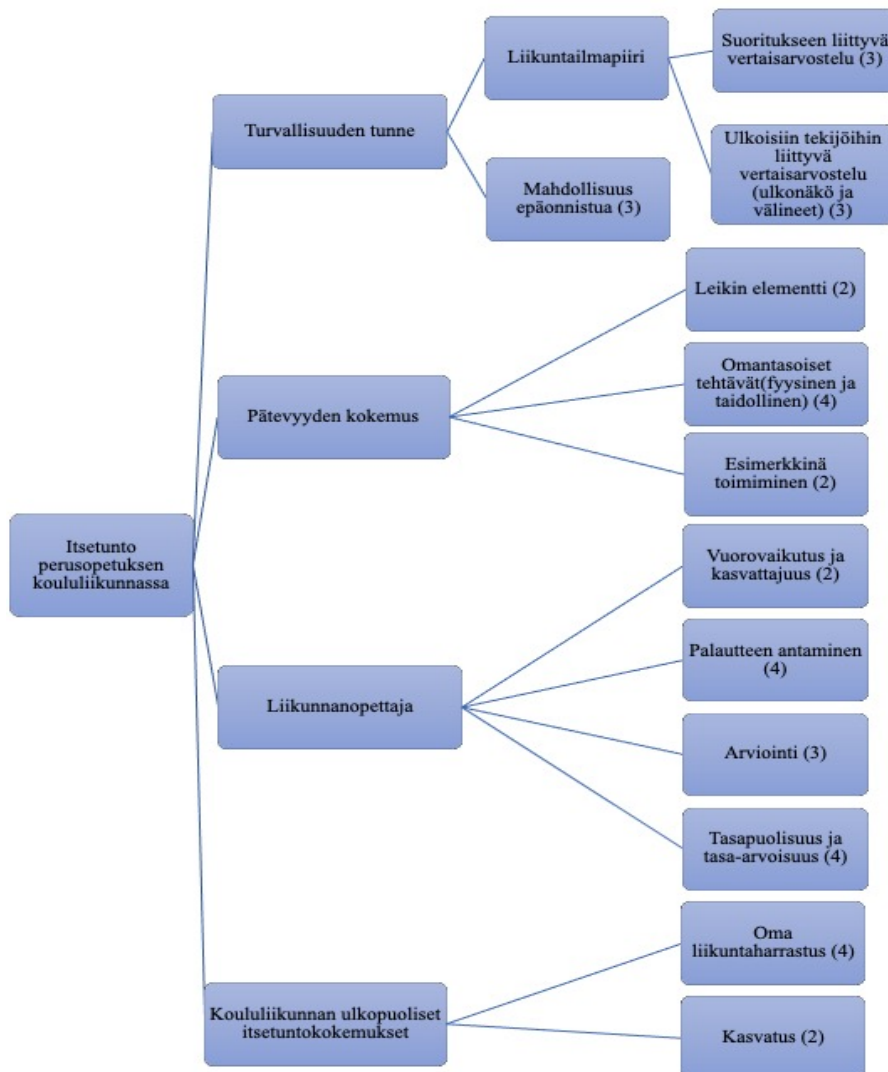 Itsetunto
perusopetuksen
koululiikunnassa
Turvallisuuden tunne
Liikuntailmapiiri
Suoritukseen liittyvä
vertaisarvostelu (3)
Ulkoisiin tekijöihin
liittyvä
vertaisarvostelu
(ulkonäkö ja
välineet) (3)
Mahdollisuus
epäonnistua (3)
Pätevyyden kokemus
Leikin elementti (2)
Omantasoiset
tehtävät(fyysinen ja
taidollinen) (4)
Esimerkkinä
toimiminen (2)
Liikunnanopettaja
Vuorovaikutus ja
kasvattajuus (2)
Palautteen antaminen
(4)
Arviointi (3)
Tasapuolisuus ja
tasa-arvoisuus (4)
Koululiikunnan ulkopuoliset
itsetuntokokemukset
Oma
liikuntaharrastus (4)
Kasvatus (2)